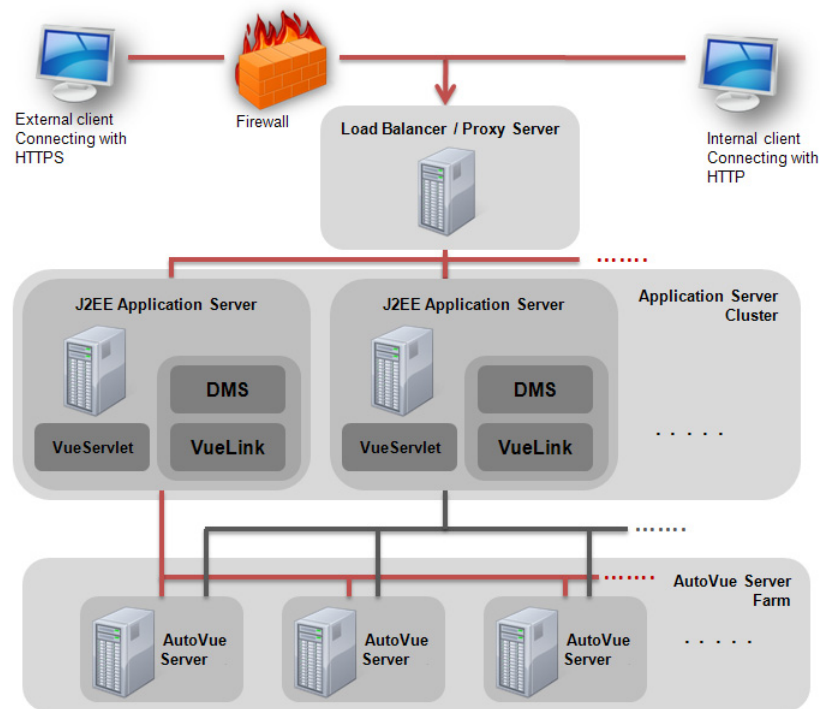 External client
Connecting with
HTTPS
Firewall
Internal client
Connecting with
HTTP
Load Balancer / Proxy Server
J2EE Application Server
J2EE Application Server
Application Server
Cluster
DMS
DMS
VueServlet
VueLink
VueServlet
VueLink
AutoVue Server
Farm
AutoVue
Server
AutoVue
Server
AutoVue
Server